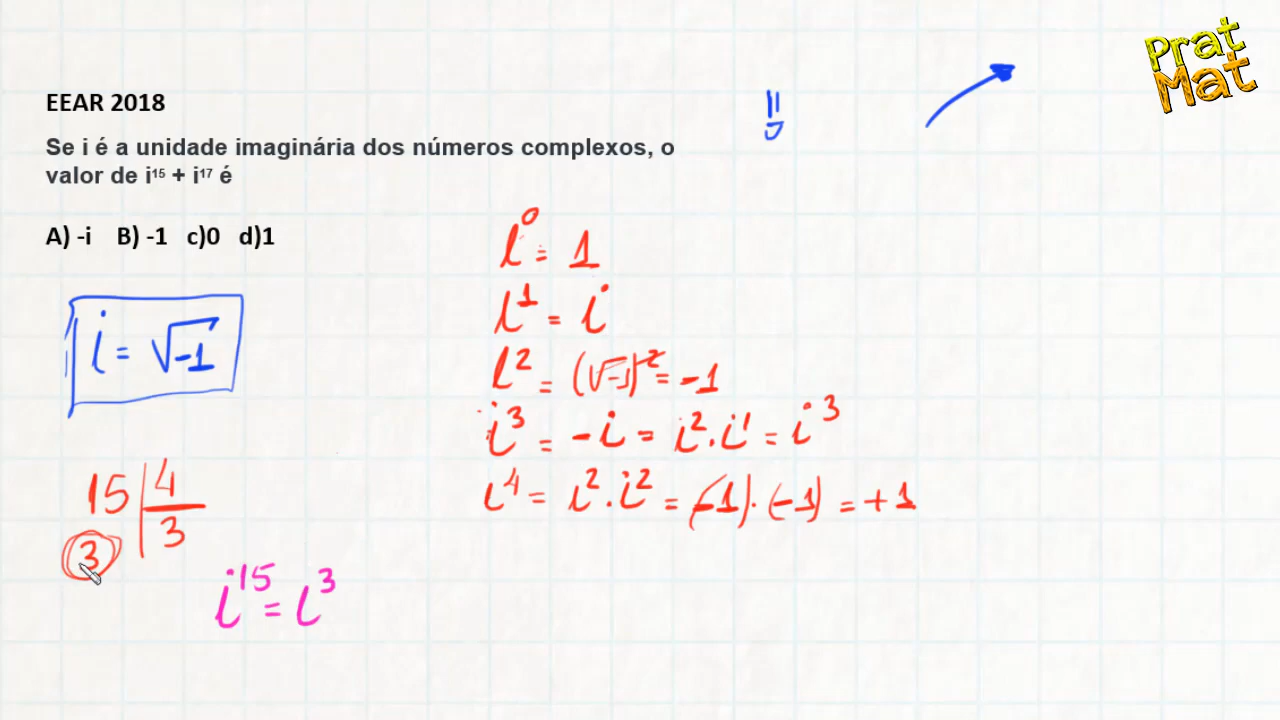 Prat
Mat
EEAR 2018
Se i é a unidade imaginária dos números complexos, o
valor de i¹⁵ + i¹⁷ é
A) -i B) -1 c)0 d)1
i = √-1
i⁰ = 1
i¹ = i
i² = (√-1)² = -1
i³ = -i = i².i¹ = i³
i⁴ = i².i² = (-1).(-1) = +1
15 4
3 3
i¹⁵ = i³